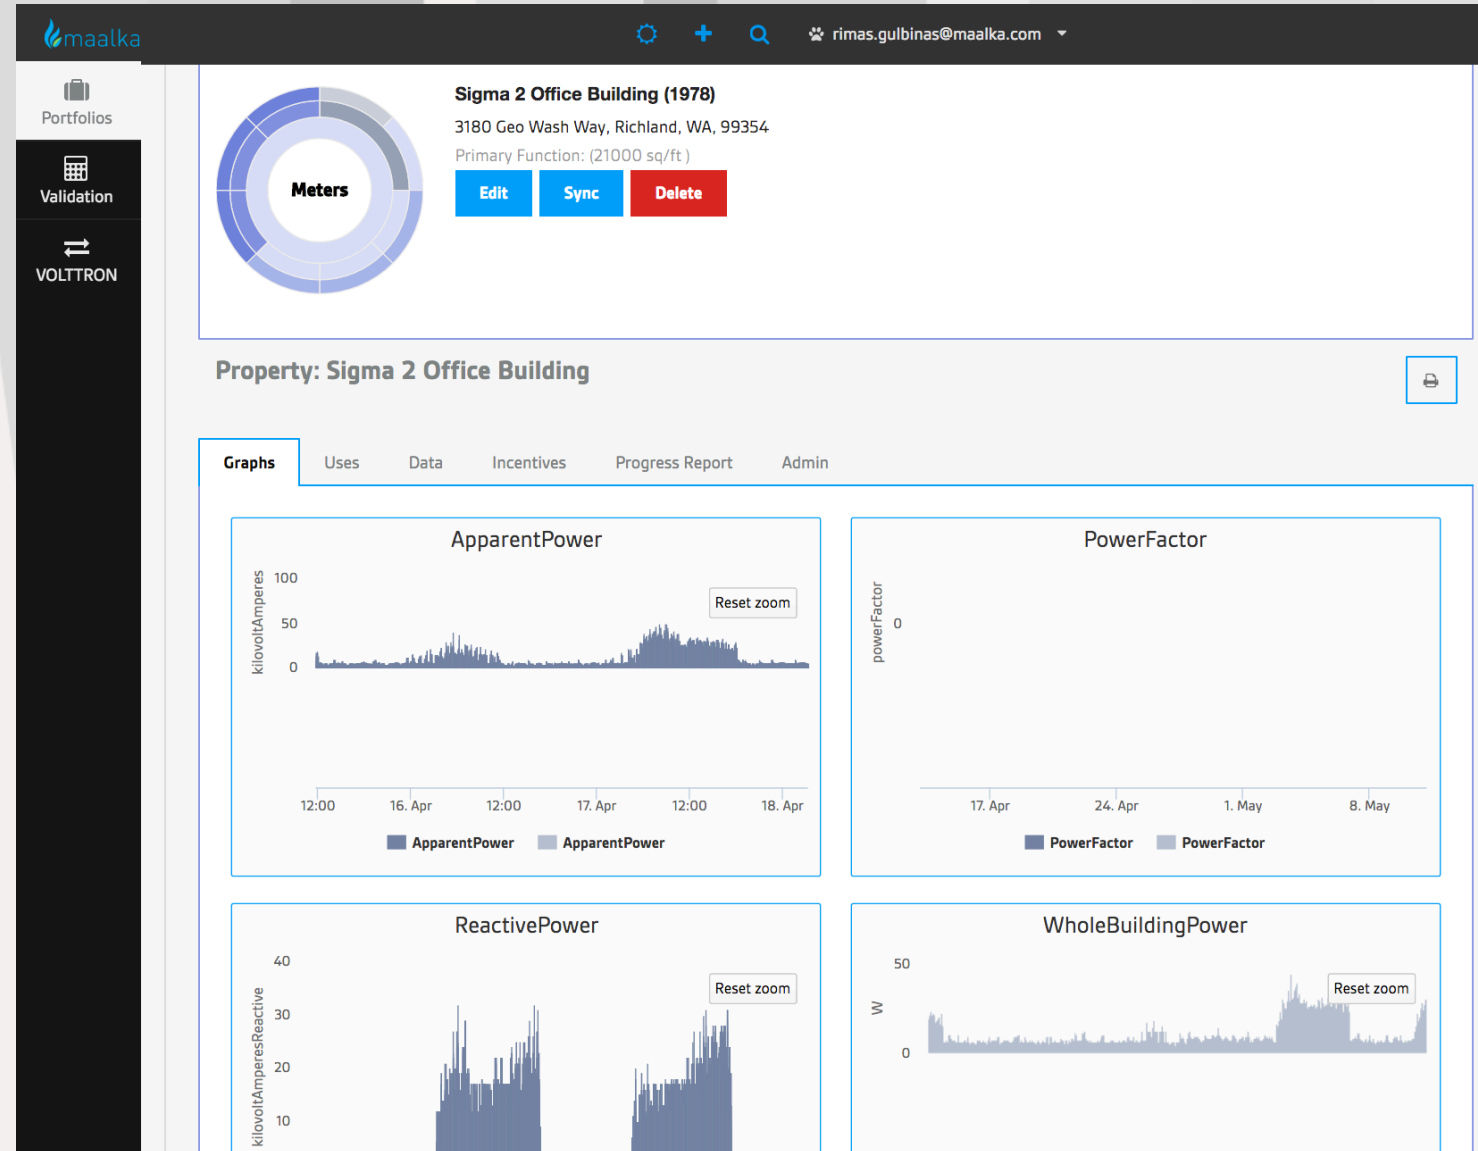 maalka
rimas.gulbinas@maalka.com
Portfolios
Validation
VOLTTRON
Meters
Sigma 2 Office Building (1978)
3180 Geo Wash Way, Richland, WA, 99354
Primary Function: (21000 sq/ft )
Edit Sync Delete
Property: Sigma 2 Office Building
Graphs Uses Data Incentives Progress Report Admin
ApparentPower
kilovoltAmperes
100
50
0
Reset zoom
12:00 16. Apr 12:00 17. Apr 12:00 18. Apr
ApparentPower ApparentPower
PowerFactor
powerFactor
0
17. Apr 24. Apr 1. May 8. May
PowerFactor PowerFactor
ReactivePower
kilovoltAmperesReactive
40
30
20
10
Reset zoom
WholeBuildingPower
W
50
0
Reset zoom